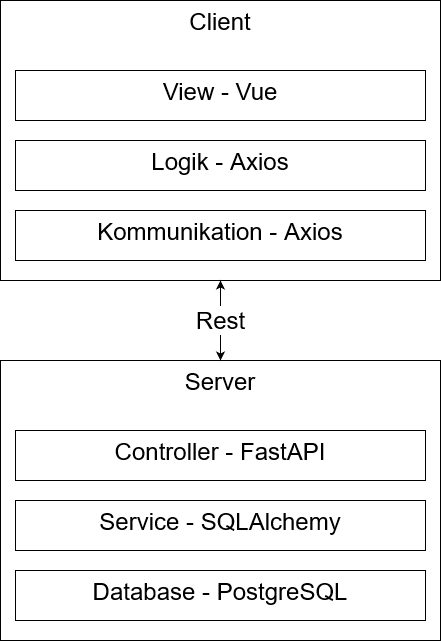 Client
View - Vue
Logik - Axios
Kommunikation - Axios
Rest
Server
Controller - FastAPI
Service - SQLAlchemy
Database - PostgreSQL